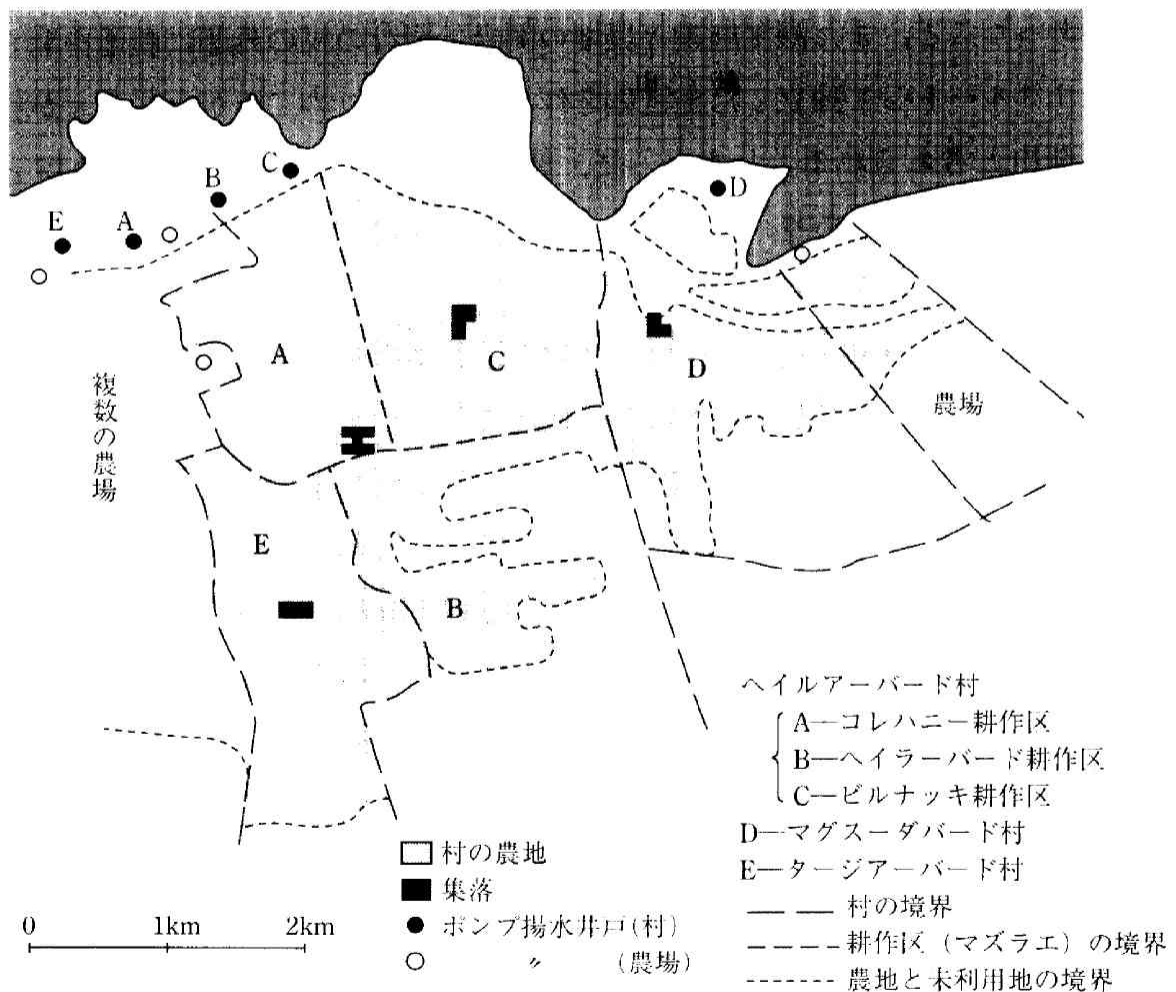 C
B
D
E
A
A
C
D
複数の農場
農場
E
B
ヘイルアーバード村
A―コレハニー耕作区
B―ヘイラーバード耕作区
C―ビルナッキ耕作区
D―マグスーダバード村
E―タージアーバード村
村の農地
集落
ポンプ揚水井戸(村)
〃 (農場)
0 1km 2km
村の境界
耕作区(マズラエ)の境界
農地と未利用地の境界